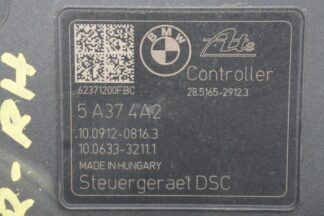 BMW
Ate
Controller
62371200FBC
28.5165-2912.3
5 A37 4A2
10.0912-0816.3
10.0633-3211.1
MADE IN HUNGARY
Steuergeraet DSC
R-RH